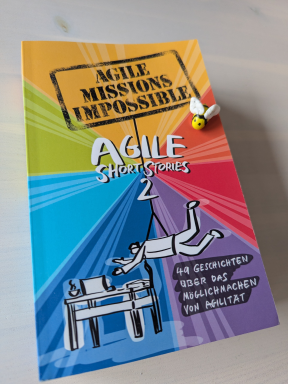 AGILE
MISSIONS
IMPOSSIBLE
AGILE
SHORT STORIES
2
49 GESCHICHTEN
ÜBER DAS
MÖGLICHMACHEN
VON AGILITÄT